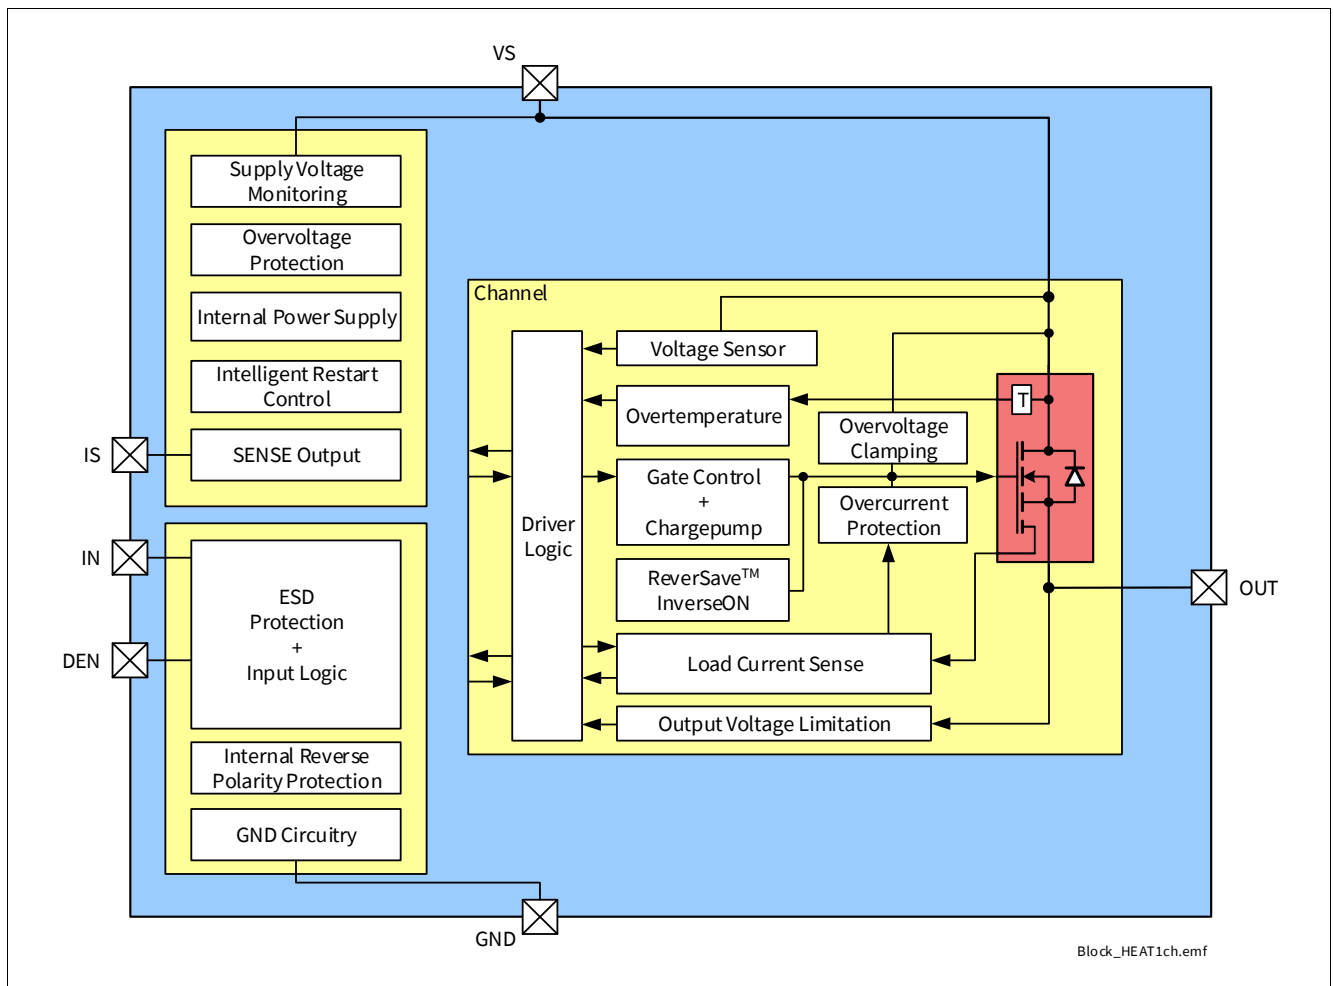 VS
Supply Voltage
Monitoring
Overvoltage
Protection
Internal Power Supply
Intelligent Restart
Control
SENSE Output
IS
IN
DEN
ESD
Protection
+
Input Logic
Internal Reverse
Polarity Protection
GND Circuitry
GND
Channel
Driver
Logic
Voltage Sensor
Overtemperature
T
Overvoltage
Clamping
Gate Control
+
Chargepump
Overcurrent
Protection
ReverSave™
InverseON
Load Current Sense
Output Voltage Limitation
OUT
Block_HEAT1ch.emf